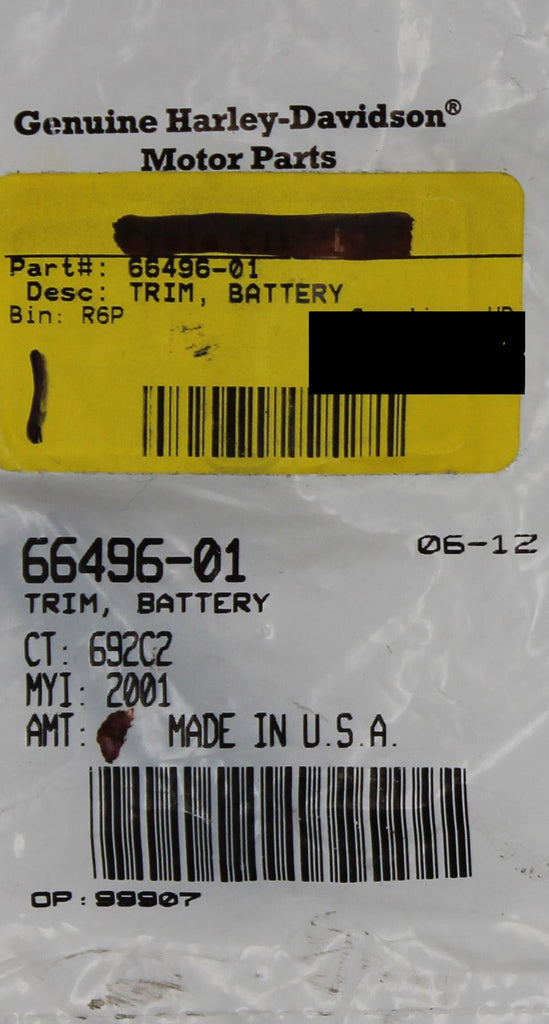 Genuine Harley-Davidson®
Motor Parts
Part#: 66496-01
Desc: TRIM, BATTERY
Bin: R6P
66496-01
06-12
TRIM, BATTERY
CT: 692C2
MYI: 2001
AMT: MADE IN U.S.A.
OP:99907